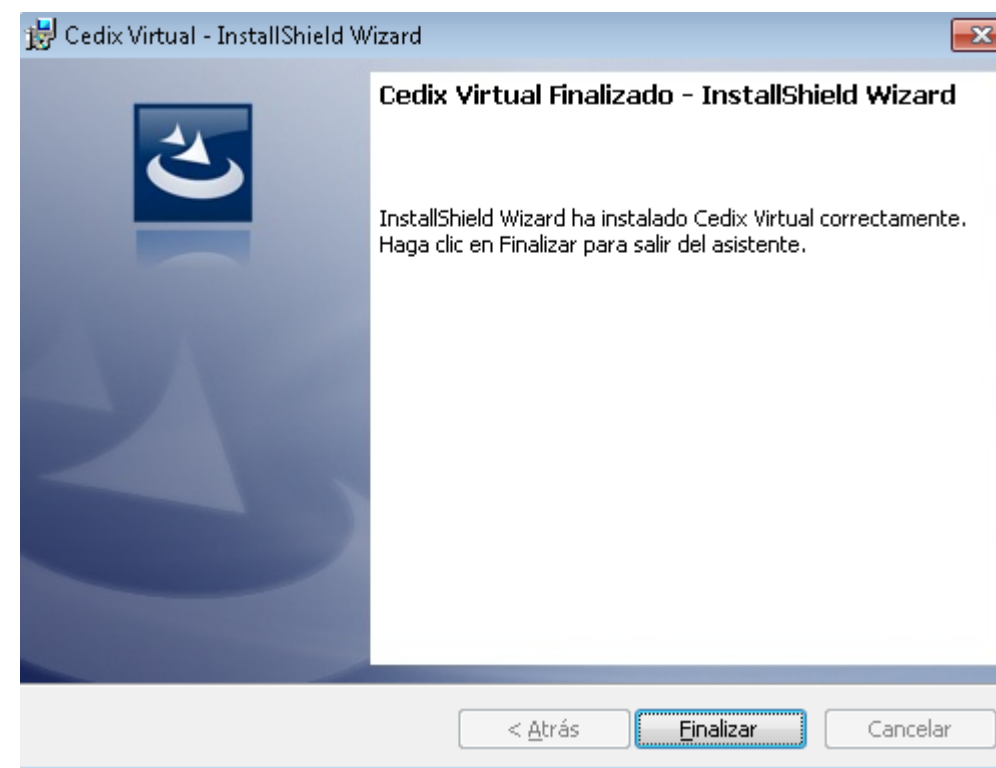 Cedix Virtual - InstallShield Wizard
Cedix Virtual Finalizado - InstallShield Wizard
InstallShield Wizard ha instalado Cedix Virtual correctamente.
Haga clic en Finalizar para salir del asistente.
< Atrás Finalizar Cancelar